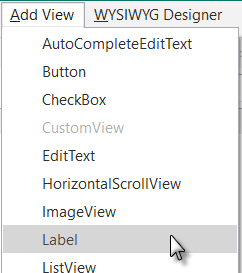 Add View WYSIWYG Designer
AutoCompleteEditText
Button
CheckBox
CustomView
EditText
HorizontalScrollView
ImageView
Label
ListView